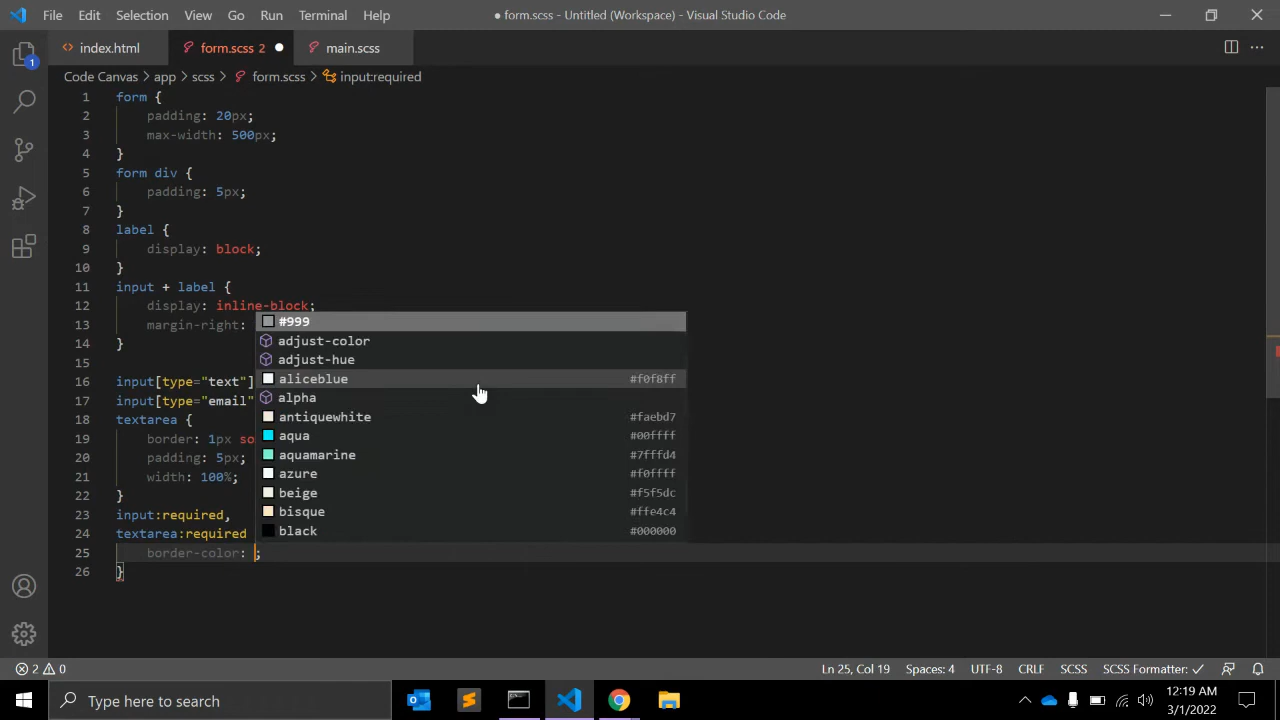 File Edit Selection View Go Run Terminal Help ● form.scss - Untitled (Workspace) - Visual Studio Code
<> index.html form.scss 2 ● main.scss
1
Code Canvas > app > scss > form.scss > input:required
1 form {
2 padding: 20px;
3 max-width: 500px;
4 }
5 form div {
6 padding: 5px;
7 }
8 label {
9 display: block;
10 }
11 input + label {
12 display: inline-block;
13 margin-right:
14 }
15
16 input[type="text"]
17 input[type="email"
18 textarea {
19 border: 1px so
20 padding: 5px;
21 width: 100%;
22 }
23 input:required,
24 textarea:required
25 border-color: ;
26 }
#999
adjust-color
adjust-hue
aliceblue #f0f8ff
alpha
antiquewhite #faebd7
aqua #00ffff
aquamarine #7fffd4
azure #f0ffff
beige #f5f5dc
bisque #ffe4c4
black #000000
2 0 Ln 25, Col 19 Spaces: 4 UTF-8 CRLF SCSS SCSS Formatter: ✓
Type here to search
12:19 AM
3/1/2022